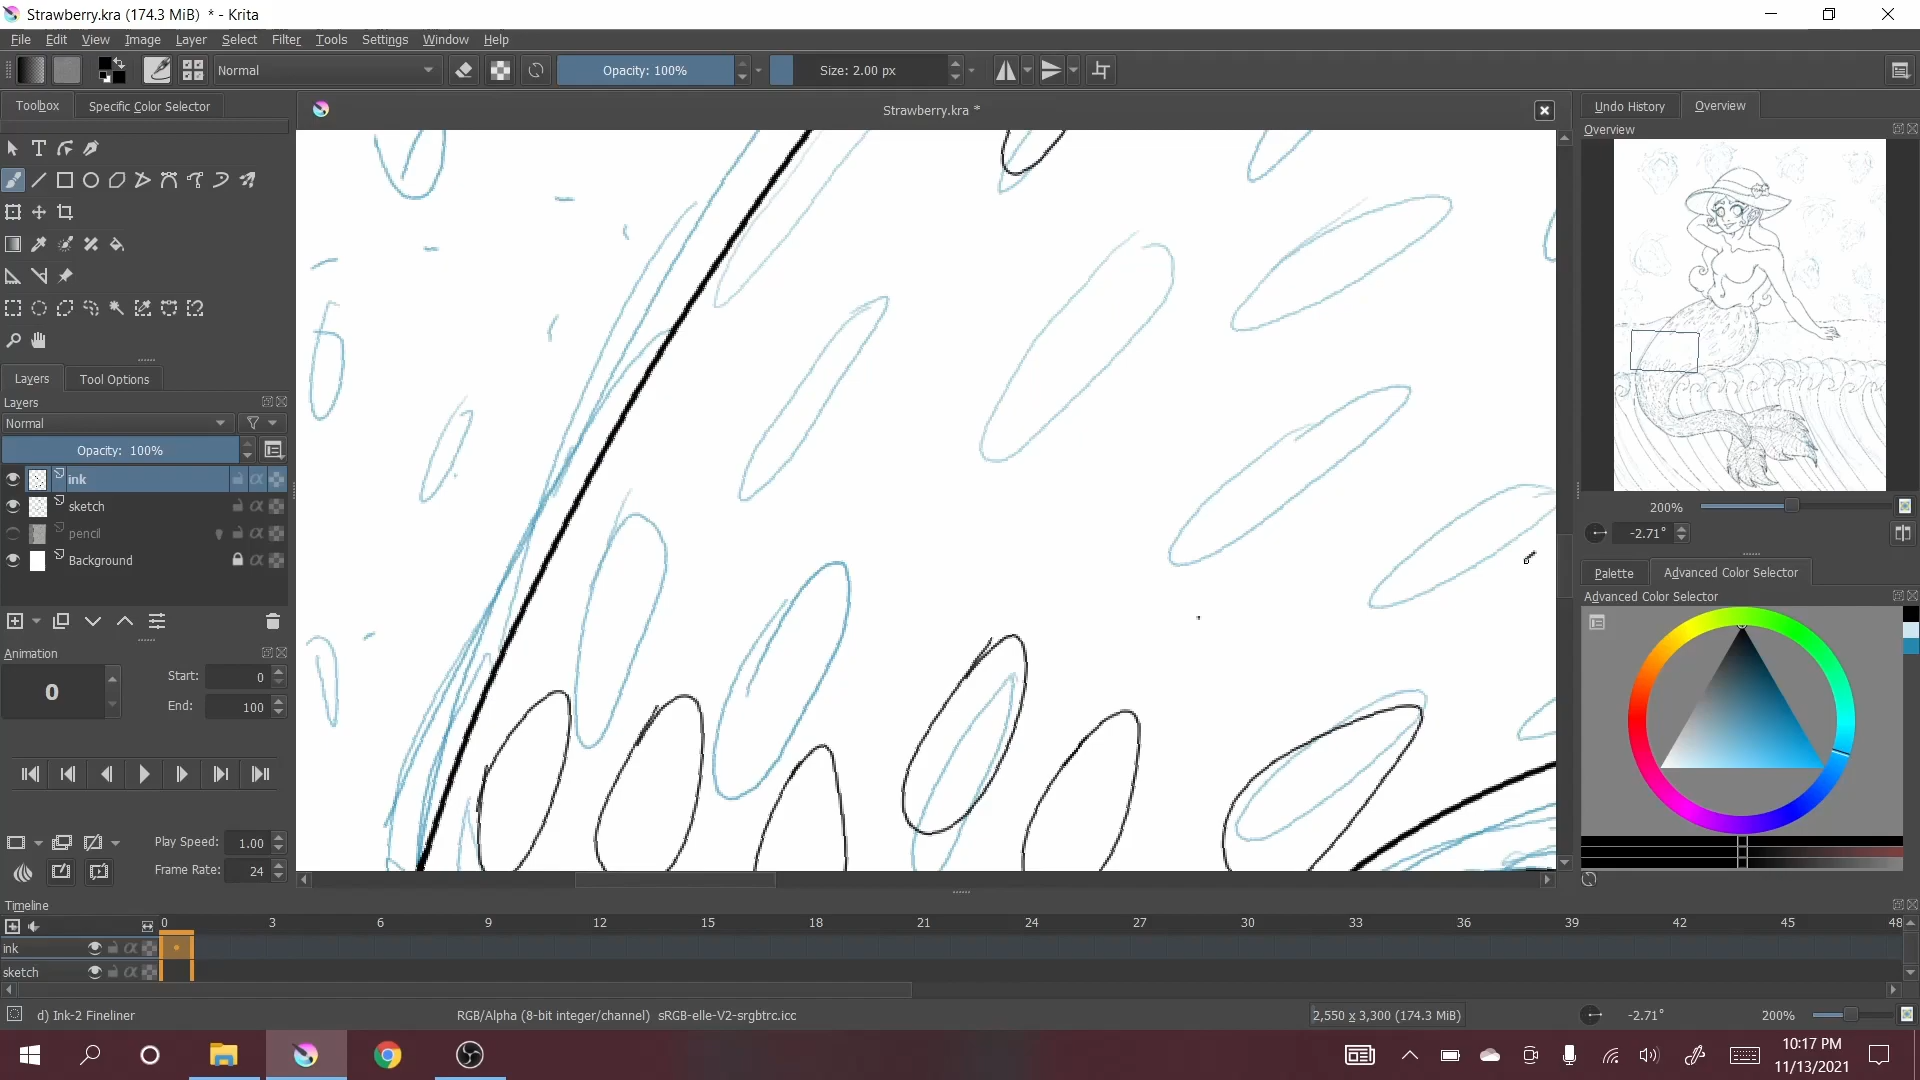 Strawberry.kra (174.3 MiB)  * - Krita
File Edit View Image Layer Select Filter Tools Settings Window Help
Normal Opacity: 100% Size: 2.00 px
Toolbox Specific Color Selector
Strawberry.kra *
Undo History Overview
Overview
Layers Tool Options
Layers
Normal
Opacity: 100%
ink
sketch
pencil
Background
200%
-2.71°
Palette Advanced Color Selector
Advanced Color Selector
Animation
0
Start: 0
End: 100
Play Speed: 1.00
Frame Rate: 24
Timeline
0 3 6 9 12 15 18 21 24 27 30 33 36 39 42 45 48
ink
sketch
d) Ink-2 Fineliner
RGB/Alpha (8-bit integer/channel) sRGB-elle-V2-srgbtrc.icc
2,550 x 3,300 (174.3 MiB)
-2.71°
200%
10:17 PM
11/13/2021